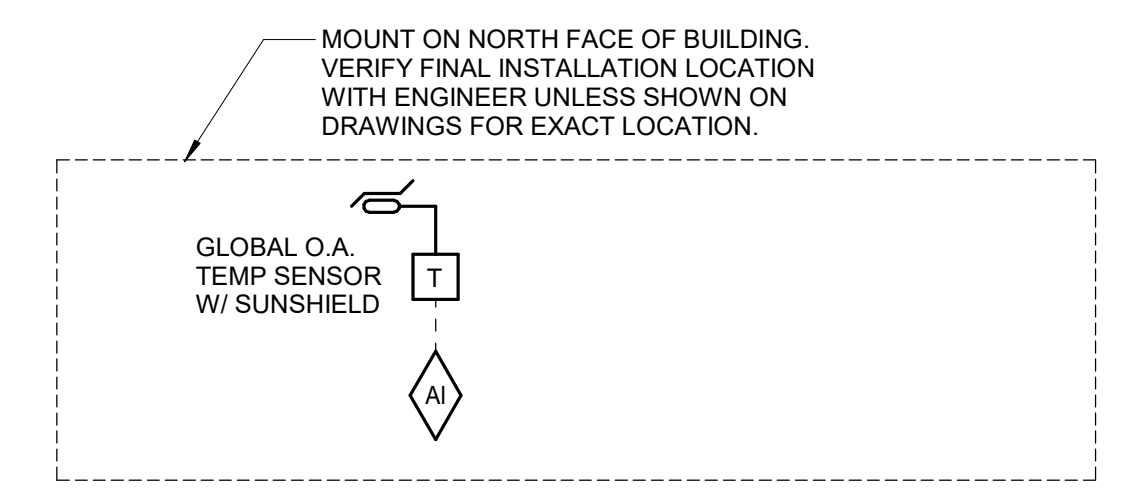 MOUNT ON NORTH FACE OF BUILDING.
VERIFY FINAL INSTALLATION LOCATION
WITH ENGINEER UNLESS SHOWN ON
DRAWINGS FOR EXACT LOCATION.
GLOBAL O.A.
TEMP SENSOR
W/ SUNSHIELD
T
AI